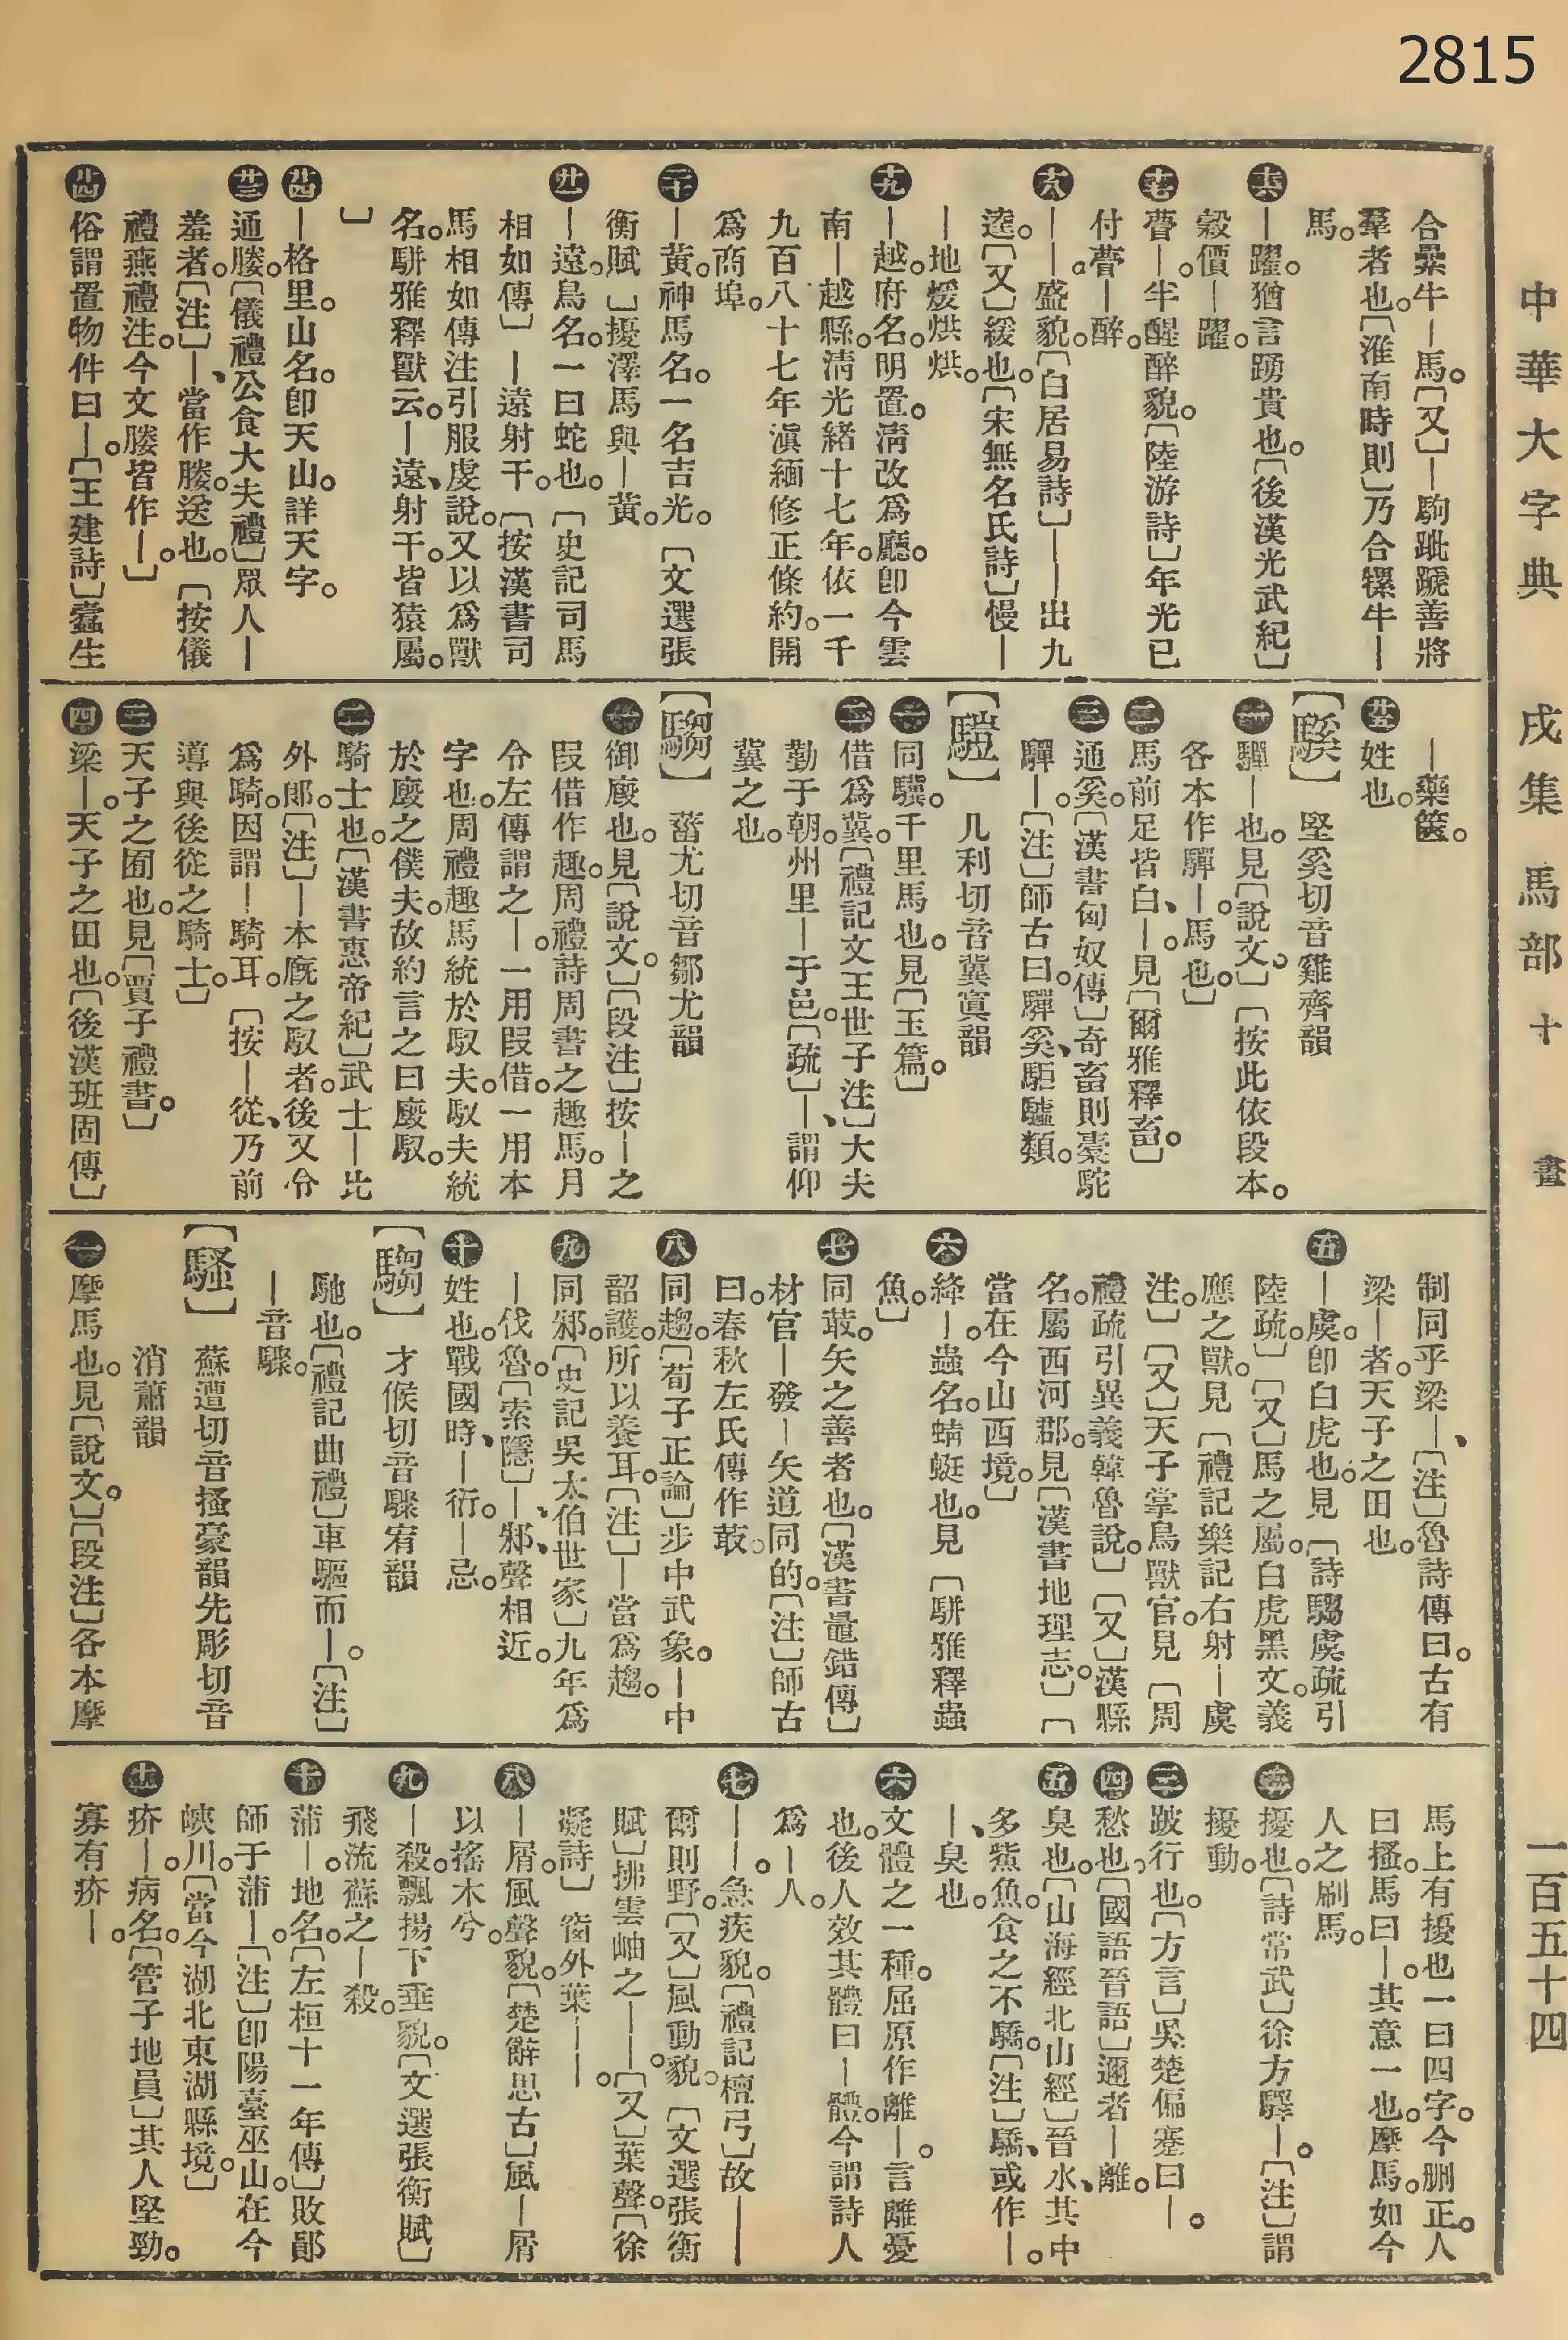 2815
中華大字典 戌集 馬部 十畫 一百五十四
合㸣牛｜馬。〔又〕｜駒跐踶善將
羣者也。〔淮南時則〕乃合犦牛｜
馬。
｜躍。猶言踴貴也。〔後漢光武紀〕
穀價｜躍。
瞢｜。半醒醉貌。〔陸游詩〕年光已
付瞢｜醉。
｜｜。盛貌。〔白居易詩〕｜｜出九
逵。〔又〕緩也。〔宋無名氏詩〕慢｜
｜地煖烘烘。
｜越。府名。明置。淸改爲廳。卽今雲
南｜越縣。淸光緒十七年。依一千
九百八十七年滇緬修正條約。開
爲商埠。
二十｜黃。神馬名。一名吉光。〔文選張
衡賦〕擾澤馬與｜黃。
｜遠。鳥名。一曰蛇也。〔史記司馬
相如傳〕｜遠射干。〔按漢書司
馬相如傳注引服虔說。又以爲獸
名。駢雅釋獸云。｜遠、射干。皆猿屬。
〕
｜格里。山名。卽天山。詳天字。
廿三通媵。〔儀禮公食大夫禮〕眾人｜
羞者。〔注〕｜、當作媵。送也。〔按儀
禮燕禮注。今文媵皆作｜。〕
廿四俗謂置物件曰｜。〔王建詩〕蠹生
｜藥篋。
廿五姓也。
〔騱〕堅奚切音雞齊韻
一驒｜也。見〔說文。〕〔按此依段本。
各本作驒｜。馬也。〕
二馬前足皆白、｜。見〔爾雅釋畜。〕
三通奚。〔漢書匈奴傳〕奇畜則橐駝
驒｜。〔注〕師古曰。驒奚、駏驉類。
〔䮻〕几利切音冀寘韻
一同驥。千里馬也。見〔玉篇。〕
二借爲冀。〔禮記文王世子注〕大夫
勤于朝。州里｜于邑。〔疏〕｜、謂仰
冀之也。
〔騶〕菑尤切音鄒尤韻
一御廄也。見〔說文。〕〔段注〕按｜之
叚借作趣。周禮詩周書之趣馬。月
令左傳謂之｜。一用叚借。一用本
字也。周禮趣馬統於馭夫。馭夫統
於廄之僕夫。故約言之曰廄馭。
二騎士也。〔漢書惠帝紀〕武士｜比
外郎。〔注〕｜本廐之馭者。後又令
爲騎。因謂｜騎耳。〔按｜從、乃前
導與後從之騎士。〕
三天子之囿也。見〔賈子禮書。〕
四梁｜。天子之田也。〔後漢班固傳〕
制同乎梁｜、〔注〕魯詩傳曰。古有
梁｜者。天子之田也。
五｜虞。卽白虎也。見〔詩騶虞疏引
陸疏。〕〔又〕馬之屬。白虎黑文。義
應之獸。見〔禮記樂記右射｜虞
注。〕〔又〕天子掌鳥獸官。見〔周
禮疏引異義韓魯說。〕〔又〕漢縣
名。屬西河郡。見〔漢書地理志。〕〔
當在今山西境。〕
六絳｜。蟲名。蜻蜓也。見〔駢雅釋蟲
魚。〕
七同菆。矢之善者也。〔漢書鼂錯傳〕
材官｜發｜矢道同的。〔注〕師古
曰。春秋左氏傳作菆。
八同趨。〔荀子正論〕步中武象。｜中
韶護。所以養耳。〔注〕｜當爲趨。
九同邾。〔史記吳太伯世家〕九年爲
｜伐魯。〔索隱〕｜、邾、聲相近。
十姓也。戰國時、｜衍。｜忌。
〔騶〕才候切音驟宥韻
馳也。〔禮記曲禮〕車驅而｜。〔注〕
｜音驟。
〔騷〕蘇遭切音搔豪韻先彫切音
消蕭韻
一摩馬也。見〔說文。〕〔段注〕各本摩
馬上有擾也一曰四字。今删正。人
曰搔。馬曰｜。其意一也。摩馬。如今
人之刷馬。
擾也。〔詩常武〕徐方驛｜。〔注〕謂
擾動。
三跛行也。〔方言〕吳楚偏蹇曰｜。
四愁也。〔國語晉語〕邇者｜離。
五臭也。〔山海經北山經〕晉水、其中
多鮆魚。食之不驕。〔注〕驕、或作｜。
｜、臭也。
六文體之一種。屈原作離｜。言離憂
也。後人效其體曰｜體。今謂詩人
爲｜人。
七｜｜。急疾貌。〔禮記檀弓〕故｜｜
爾則野。〔又〕風動貌。〔文選張衡
賦〕拂雲岫之｜｜。〔又〕葉聲。〔徐
凝詩〕窗外葉｜｜。
八｜屑。風聲貌。〔楚辭思古〕風｜屑
以搖木兮。
九｜殺。飄揚下垂貌。〔文選張衡賦〕
飛流蘇之｜殺。
十蒲｜。地名。〔左桓十一年傳〕敗鄖
師于蒲｜。〔注〕卽陽臺巫山。在今
峽川。〔當今湖北東湖縣境。〕
十一疥｜。病名。〔管子地員〕其人堅勁。
寡有疥｜。